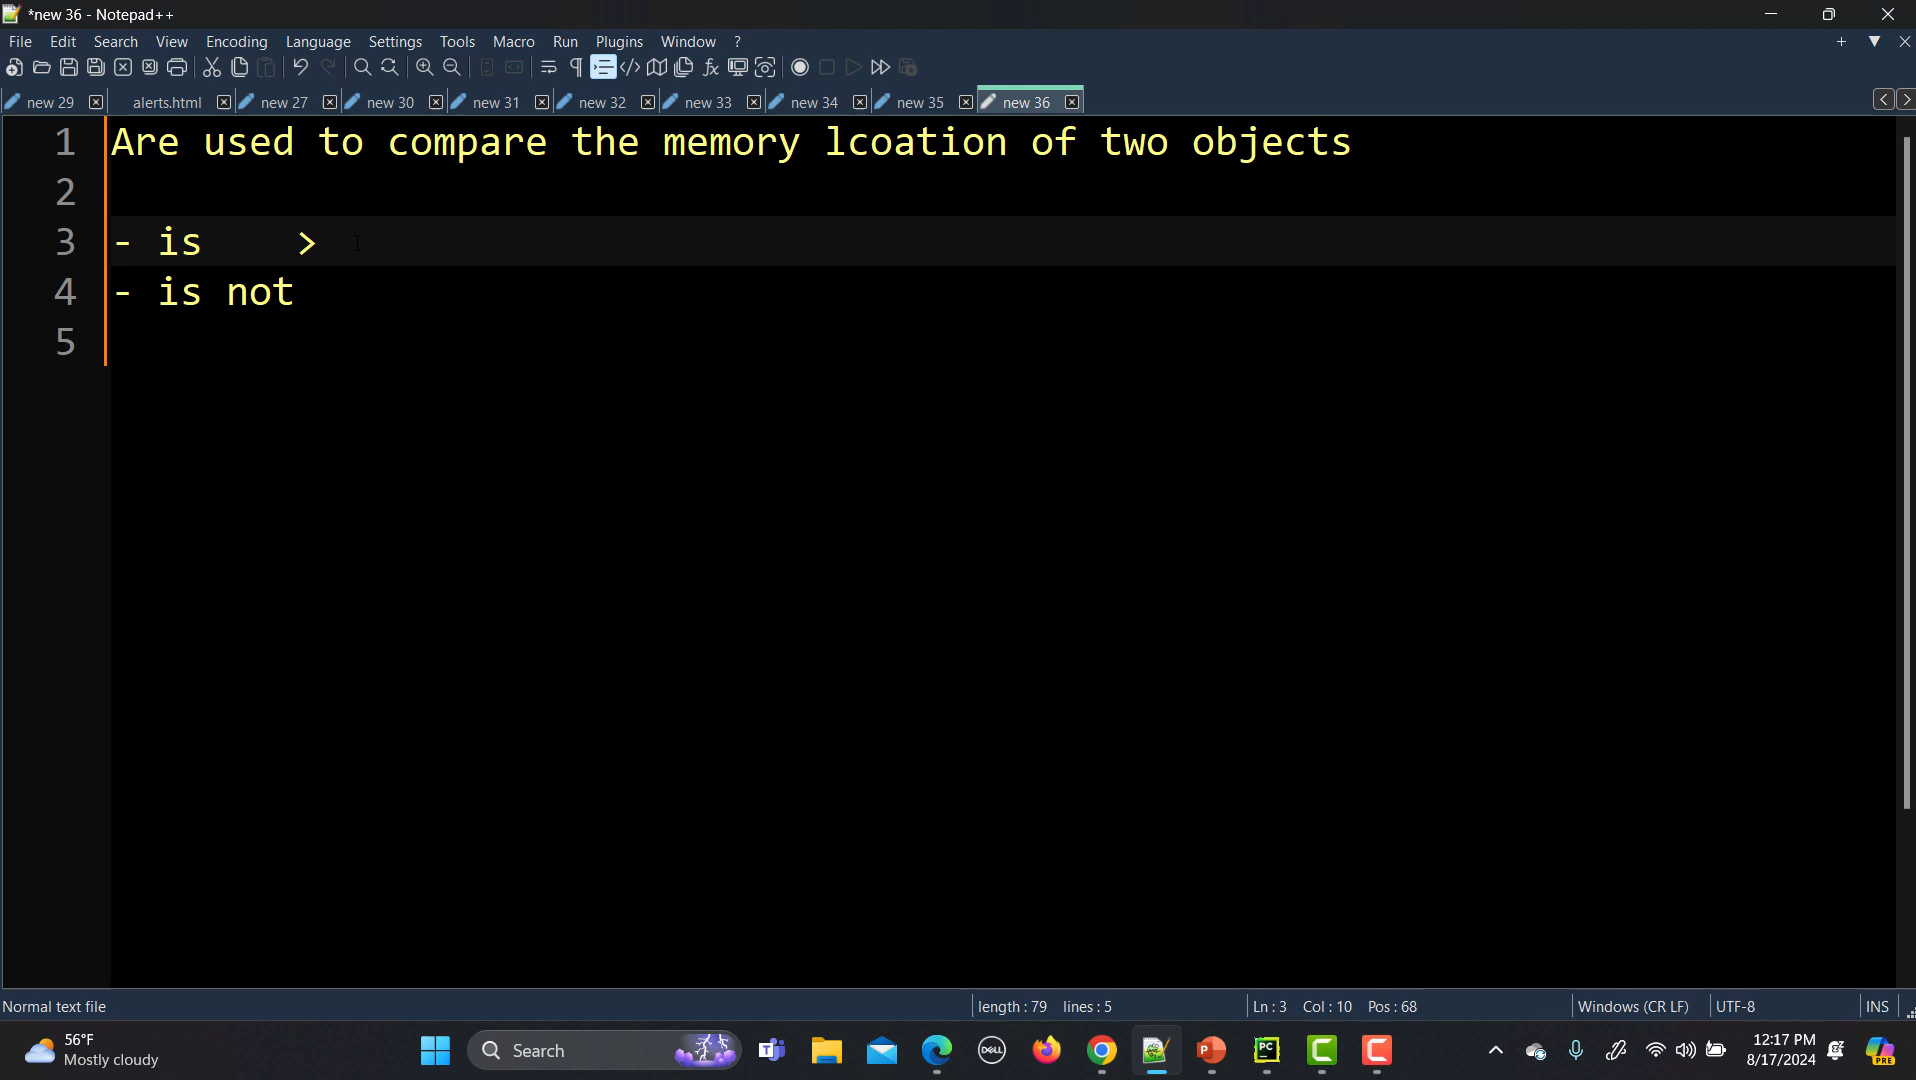 *new 36 - Notepad++
File Edit Search View Encoding Language Settings Tools Macro Run Plugins Window ?
new 29 alerts.html new 27 new 30 new 31 new 32 new 33 new 34 new 35 new 36
1 Are used to compare the memory lcoation of two objects
2
3 - is    >
4 - is not
5
Normal text file length : 79 lines : 5 Ln : 3 Col : 10 Pos : 68 Windows (CR LF) UTF-8 INS
56°F
Mostly cloudy
Search
DELL
PC
12:17 PM
8/17/2024
PRE